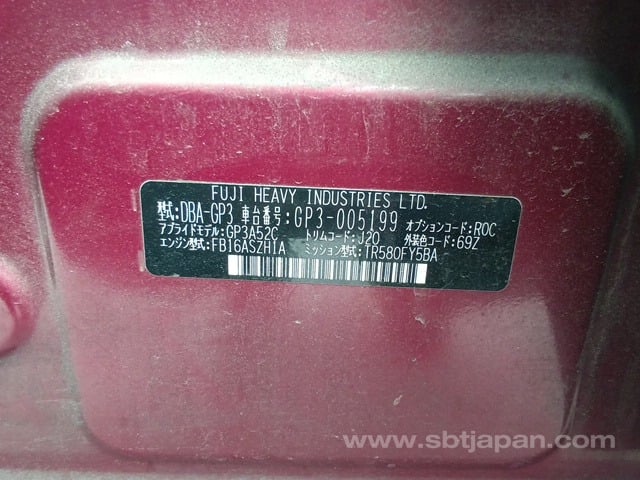 FUJI HEAVY INDUSTRIES LTD.
型式:DBA-GP3 車台番号:GP3-005199 オプションコード:ROC
アプライドモデル:GP3A52C トリムコード:J20 外装色コード:69Z
エンジン型式:FB16ASZH1A ミッション型式:TR580FY5BA
www.sbtjapan.com